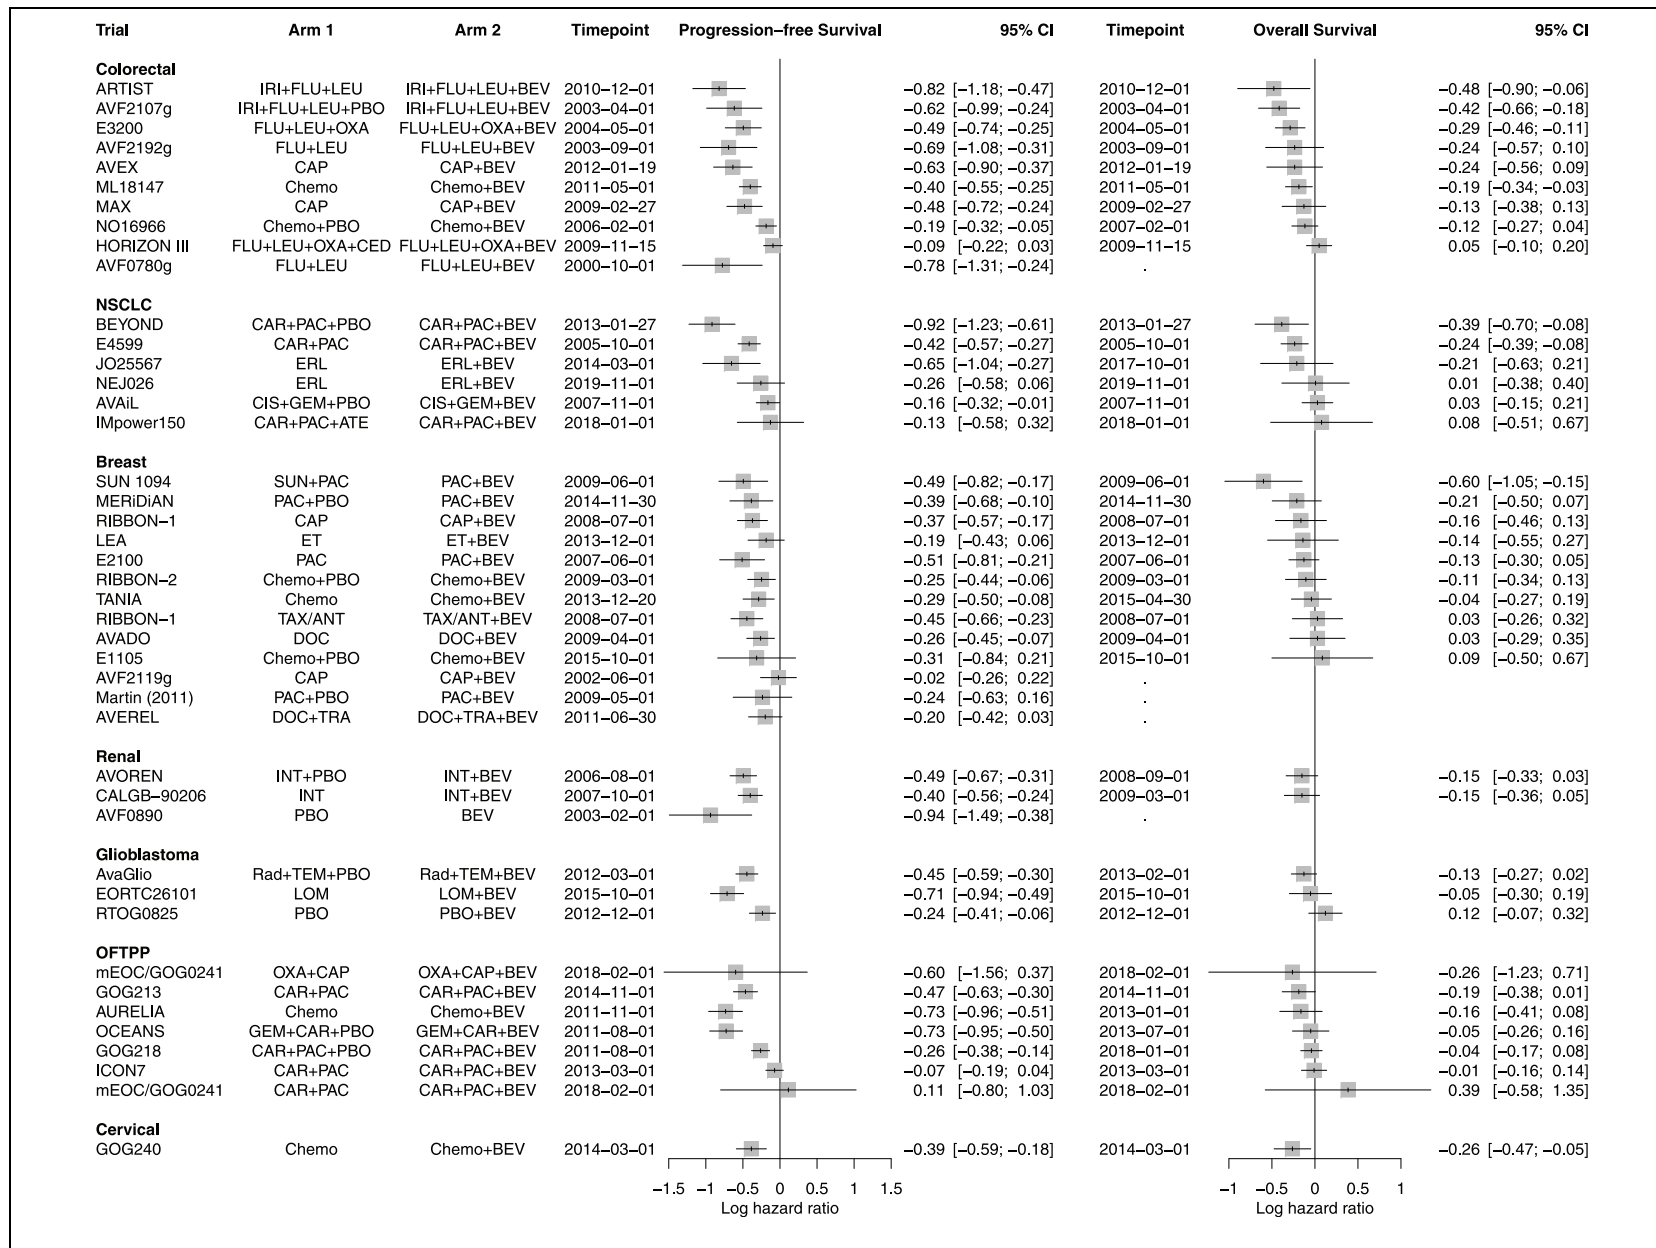 Trial Arm 1 Arm 2 Timepoint Progression–free Survival 95% CI Timepoint Overall Survival 95% CI
Colorectal
ARTIST IRI+FLU+LEU IRI+FLU+LEU+BEV 2010−12−01 −0.82 [−1.18; −0.47] 2010−12−01 −0.48 [−0.90; −0.06]
AVF2107g IRI+FLU+LEU+PBO IRI+FLU+LEU+BEV 2003−04−01 −0.62 [−0.99; −0.24] 2003−04−01 −0.42 [−0.66; −0.18]
E3200 FLU+LEU+OXA FLU+LEU+OXA+BEV 2004−05−01 −0.49 [−0.74; −0.25] 2004−05−01 −0.29 [−0.46; −0.11]
AVF2192g FLU+LEU FLU+LEU+BEV 2003−09−01 −0.69 [−1.08; −0.31] 2003−09−01 −0.24 [−0.57; 0.10]
AVEX CAP CAP+BEV 2012−01−19 −0.63 [−0.90; −0.37] 2012−01−19 −0.24 [−0.56; 0.09]
ML18147 Chemo Chemo+BEV 2011−05−01 −0.40 [−0.55; −0.25] 2011−05−01 −0.19 [−0.34; −0.03]
MAX CAP CAP+BEV 2009−02−27 −0.48 [−0.72; −0.24] 2009−02−27 −0.13 [−0.38; 0.13]
NO16966 Chemo+PBO Chemo+BEV 2006−02−01 −0.19 [−0.32; −0.05] 2007−02−01 −0.12 [−0.27; 0.04]
HORIZON III FLU+LEU+OXA+CED FLU+LEU+OXA+BEV 2009−11−15 −0.09 [−0.22; 0.03] 2009−11−15 0.05 [−0.10; 0.20]
AVF0780g FLU+LEU FLU+LEU+BEV 2000−10−01 −0.78 [−1.31; −0.24] .
NSCLC
BEYOND CAR+PAC+PBO CAR+PAC+BEV 2013−01−27 −0.92 [−1.23; −0.61] 2013−01−27 −0.39 [−0.70; −0.08]
E4599 CAR+PAC CAR+PAC+BEV 2005−10−01 −0.42 [−0.57; −0.27] 2005−10−01 −0.24 [−0.39; −0.08]
JO25567 ERL ERL+BEV 2014−03−01 −0.65 [−1.04; −0.27] 2017−10−01 −0.21 [−0.63; 0.21]
NEJ026 ERL ERL+BEV 2019−11−01 −0.26 [−0.58; 0.06] 2019−11−01 0.01 [−0.38; 0.40]
AVAiL CIS+GEM+PBO CIS+GEM+BEV 2007−11−01 −0.16 [−0.32; −0.01] 2007−11−01 0.03 [−0.15; 0.21]
IMpower150 CAR+PAC+ATE CAR+PAC+BEV 2018−01−01 −0.13 [−0.58; 0.32] 2018−01−01 0.08 [−0.51; 0.67]
Breast
SUN 1094 SUN+PAC PAC+BEV 2009−06−01 −0.49 [−0.82; −0.17] 2009−06−01 −0.60 [−1.05; −0.15]
MERiDiAN PAC+PBO PAC+BEV 2014−11−30 −0.39 [−0.68; −0.10] 2014−11−30 −0.21 [−0.50; 0.07]
RIBBON−1 CAP CAP+BEV 2008−07−01 −0.37 [−0.57; −0.17] 2008−07−01 −0.16 [−0.46; 0.13]
LEA ET ET+BEV 2013−12−01 −0.19 [−0.43; 0.06] 2013−12−01 −0.14 [−0.55; 0.27]
E2100 PAC PAC+BEV 2007−06−01 −0.51 [−0.81; −0.21] 2007−06−01 −0.13 [−0.30; 0.05]
RIBBON−2 Chemo+PBO Chemo+BEV 2009−03−01 −0.25 [−0.44; −0.06] 2009−03−01 −0.11 [−0.34; 0.13]
TANIA Chemo Chemo+BEV 2013−12−20 −0.29 [−0.50; −0.08] 2015−04−30 −0.04 [−0.27; 0.19]
RIBBON−1 TAX/ANT TAX/ANT+BEV 2008−07−01 −0.45 [−0.66; −0.23] 2008−07−01 0.03 [−0.26; 0.32]
AVADO DOC DOC+BEV 2009−04−01 −0.26 [−0.45; −0.07] 2009−04−01 0.03 [−0.29; 0.35]
E1105 Chemo+PBO Chemo+BEV 2015−10−01 −0.31 [−0.84; 0.21] 2015−10−01 0.09 [−0.50; 0.67]
AVF2119g CAP CAP+BEV 2002−06−01 −0.02 [−0.26; 0.22] .
Martin (2011) PAC+PBO PAC+BEV 2009−05−01 −0.24 [−0.63; 0.16] .
AVEREL DOC+TRA DOC+TRA+BEV 2011−06−30 −0.20 [−0.42; 0.03] .
Renal
AVOREN INT+PBO INT+BEV 2006−08−01 −0.49 [−0.67; −0.31] 2008−09−01 −0.15 [−0.33; 0.03]
CALGB−90206 INT INT+BEV 2007−10−01 −0.40 [−0.56; −0.24] 2009−03−01 −0.15 [−0.36; 0.05]
AVF0890 PBO BEV 2003−02−01 −0.94 [−1.49; −0.38] .
Glioblastoma
AvaGlio Rad+TEM+PBO Rad+TEM+BEV 2012−03−01 −0.45 [−0.59; −0.30] 2013−02−01 −0.13 [−0.27; 0.02]
EORTC26101 LOM LOM+BEV 2015−10−01 −0.71 [−0.94; −0.49] 2015−10−01 −0.05 [−0.30; 0.19]
RTOG0825 PBO PBO+BEV 2012−12−01 −0.24 [−0.41; −0.06] 2012−12−01 0.12 [−0.07; 0.32]
OFTPP
mEOC/GOG0241 OXA+CAP OXA+CAP+BEV 2018−02−01 −0.60 [−1.56; 0.37] 2018−02−01 −0.26 [−1.23; 0.71]
GOG213 CAR+PAC CAR+PAC+BEV 2014−11−01 −0.47 [−0.63; −0.30] 2014−11−01 −0.19 [−0.38; 0.01]
AURELIA Chemo Chemo+BEV 2011−11−01 −0.73 [−0.96; −0.51] 2013−01−01 −0.16 [−0.41; 0.08]
OCEANS GEM+CAR+PBO GEM+CAR+BEV 2011−08−01 −0.73 [−0.95; −0.50] 2013−07−01 −0.05 [−0.26; 0.16]
GOG218 CAR+PAC+PBO CAR+PAC+BEV 2011−08−01 −0.26 [−0.38; −0.14] 2018−01−01 −0.04 [−0.17; 0.08]
ICON7 CAR+PAC CAR+PAC+BEV 2013−03−01 −0.07 [−0.19; 0.04] 2013−03−01 −0.01 [−0.16; 0.14]
mEOC/GOG0241 CAR+PAC CAR+PAC+BEV 2018−02−01 0.11 [−0.80; 1.03] 2018−02−01 0.39 [−0.58; 1.35]
Cervical
GOG240 Chemo Chemo+BEV 2014−03−01 −0.39 [−0.59; −0.18] 2014−03−01 −0.26 [−0.47; −0.05]
−1.5 −1 −0.5 0 0.5 1 1.5 −1 −0.5 0 0.5 1
Log hazard ratio Log hazard ratio